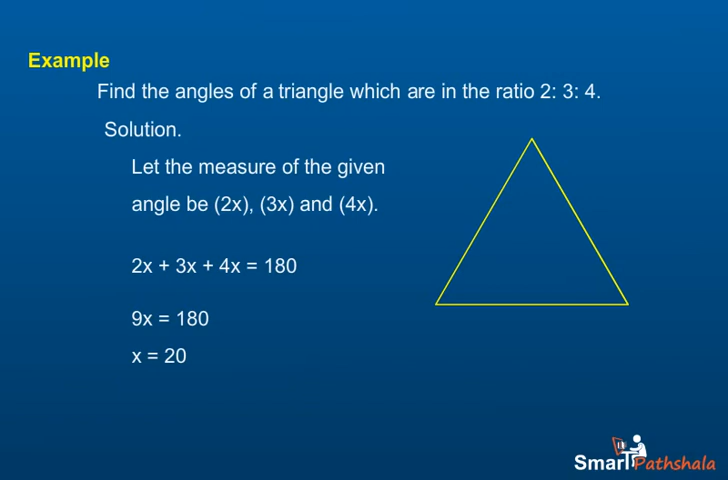 Example
Find the angles of a triangle which are in the ratio 2: 3: 4.
Solution.
Let the measure of the given
angle be (2x), (3x) and (4x).
2x + 3x + 4x = 180
9x = 180
x = 20
SmarTPathshala